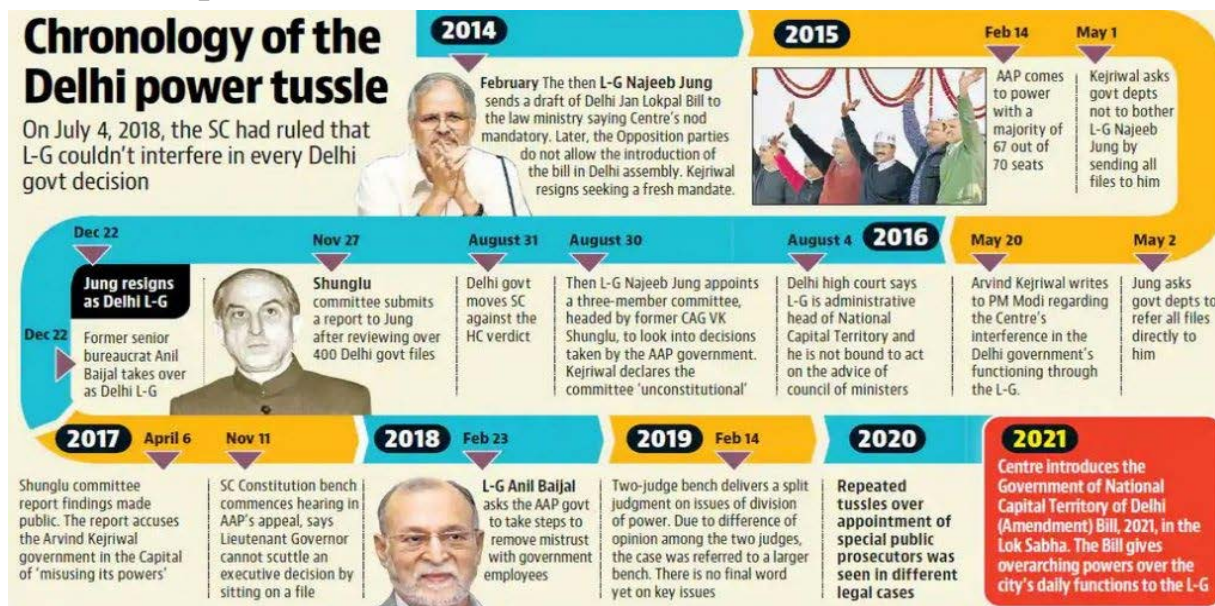 Chronology of the
Delhi power tussle
On July 4, 2018, the SC had ruled that
L-G couldn't interfere in every Delhi
govt decision
2014
February The then L-G Najeeb Jung
sends a draft of Delhi Jan Lokpal Bill to
the law ministry saying Centre's nod
mandatory. Later, the Opposition parties
do not allow the introduction of
the bill in Delhi assembly. Kejriwal
resigns seeking a fresh mandate.
2015
Feb 14
AAP comes
to power
with a
majority of
67 out of
70 seats
May 1
Kejriwal asks
govt depts
not to bother
L-G Najeeb
Jung by
sending all
files to him
May 2
Jung asks
govt depts to
refer all files
directly to
him
May 20
Arvind Kejriwal writes
to PM Modi regarding
the Centre's
interference in the
Delhi government's
functioning through
the L-G.
2016
August 4
Delhi high court says
L-G is administrative
head of National
Capital Territory and
he is not bound to act
on the advice of
council of ministers
August 30
Then L-G Najeeb Jung appoints
a three-member committee,
headed by former CAG VK
Shunglu, to look into decisions
taken by the AAP government.
Kejriwal declares the
committee 'unconstitutional'
August 31
Delhi govt
moves SC
against the
HC verdict
Nov 27
Shunglu
committee submits
a report to Jung
after reviewing over
400 Delhi govt files
Dec 22
Jung resigns
as Delhi L-G
Dec 22
Former senior
bureaucrat Anil
Baijal takes over
as Delhi L-G
2017
April 6
Shunglu committee
report findings made
public. The report accuses
the Arvind Kejriwal
government in the Capital
of 'misusing its powers'
Nov 11
SC Constitution bench
commences hearing in
AAP's appeal, says
Lieutenant Governor
cannot scuttle an
executive decision by
sitting on a file
2018
Feb 23
L-G Anil Baijal
asks the AAP govt
to take steps to
remove mistrust
with government
employees
2019
Feb 14
Two-judge bench delivers a split
judgment on issues of division
of power. Due to difference of
opinion among the two judges,
the case was referred to a larger
bench. There is no final word
yet on key issues
2020
Repeated
tussles over
appointment of
special public
prosecutors was
seen in different
legal cases
2021
Centre introduces the
Government of National
Capital Territory of Delhi
(Amendment) Bill, 2021, in the
Lok Sabha. The Bill gives
overarching powers over the
city's daily functions to the L-G